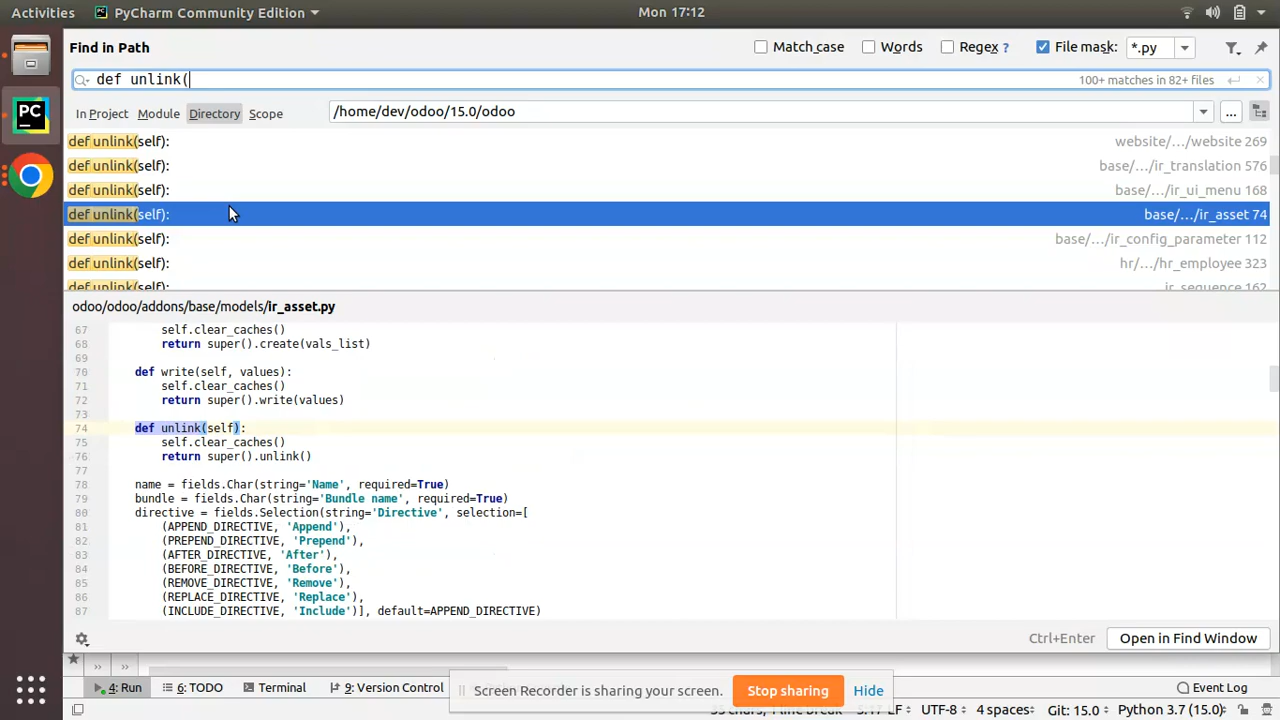 Activities PyCharm Community Edition Mon 17:12
Find in Path Match case Words Regex ? File mask: *.py
def unlink( 100+ matches in 82+ files
In Project Module Directory Scope /home/dev/odoo/15.0/odoo ...
def unlink(self): website/.../website 269
def unlink(self): base/.../ir_translation 576
def unlink(self): base/.../ir_ui_menu 168
def unlink(self): base/.../ir_asset 74
def unlink(self): base/.../ir_config_parameter 112
def unlink(self): hr/.../hr_employee 323
def unlink(self): ir_sequence 162
odoo/odoo/addons/base/models/ir_asset.py
67 self.clear_caches()
68 return super().create(vals_list)
69
70 def write(self, values):
71 self.clear_caches()
72 return super().write(values)
73
74 def unlink(self):
75 self.clear_caches()
76 return super().unlink()
77
78 name = fields.Char(string='Name', required=True)
79 bundle = fields.Char(string='Bundle name', required=True)
80 directive = fields.Selection(string='Directive', selection=[
81 (APPEND_DIRECTIVE, 'Append'),
82 (PREPEND_DIRECTIVE, 'Prepend'),
83 (AFTER_DIRECTIVE, 'After'),
84 (BEFORE_DIRECTIVE, 'Before'),
85 (REMOVE_DIRECTIVE, 'Remove'),
86 (REPLACE_DIRECTIVE, 'Replace'),
87 (INCLUDE_DIRECTIVE, 'Include')], default=APPEND_DIRECTIVE)
Ctrl+Enter Open in Find Window
4: Run 6: TODO Terminal 9: Version Control Event Log
Screen Recorder is sharing your screen. Stop sharing Hide
UTF-8 4 spaces Git: 15.0 Python 3.7 (15.0)